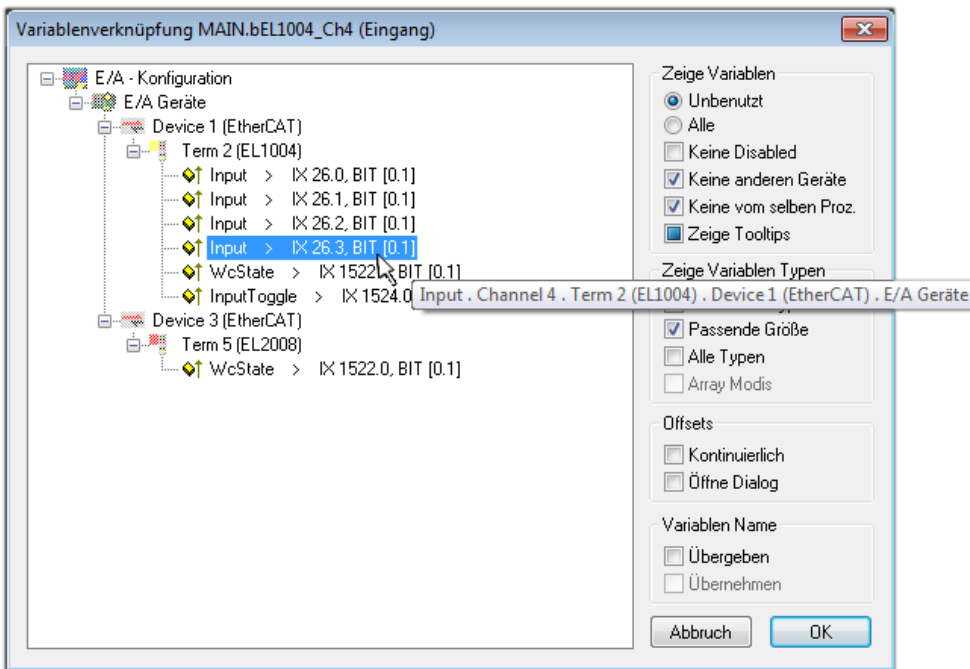 Variablenverknüpfung MAIN.bEL1004_Ch4 (Eingang)
E/A - Konfiguration
E/A Geräte
Device 1 (EtherCAT)
Term 2 (EL1004)
Input > IX 26.0, BIT [0.1]
Input > IX 26.1, BIT [0.1]
Input > IX 26.2, BIT [0.1]
Input > IX 26.3, BIT [0.1]
WcState > IX 1522. BIT [0.1]
InputToggle > IX 1524.0
Device 3 (EtherCAT)
Term 5 (EL2008)
WcState > IX 1522.0, BIT [0.1]
Input . Channel 4 . Term 2 (EL1004) . Device 1 (EtherCAT) . E/A Geräte
Zeige Variablen
Unbenutzt
Alle
Keine Disabled
Keine anderen Geräte
Keine vom selben Proz.
Zeige Tooltips
Zeige Variablen Typen
Passende Größe
Alle Typen
Array Modis
Offsets
Kontinuierlich
Öffne Dialog
Variablen Name
Übergeben
Übernehmen
Abbruch
OK